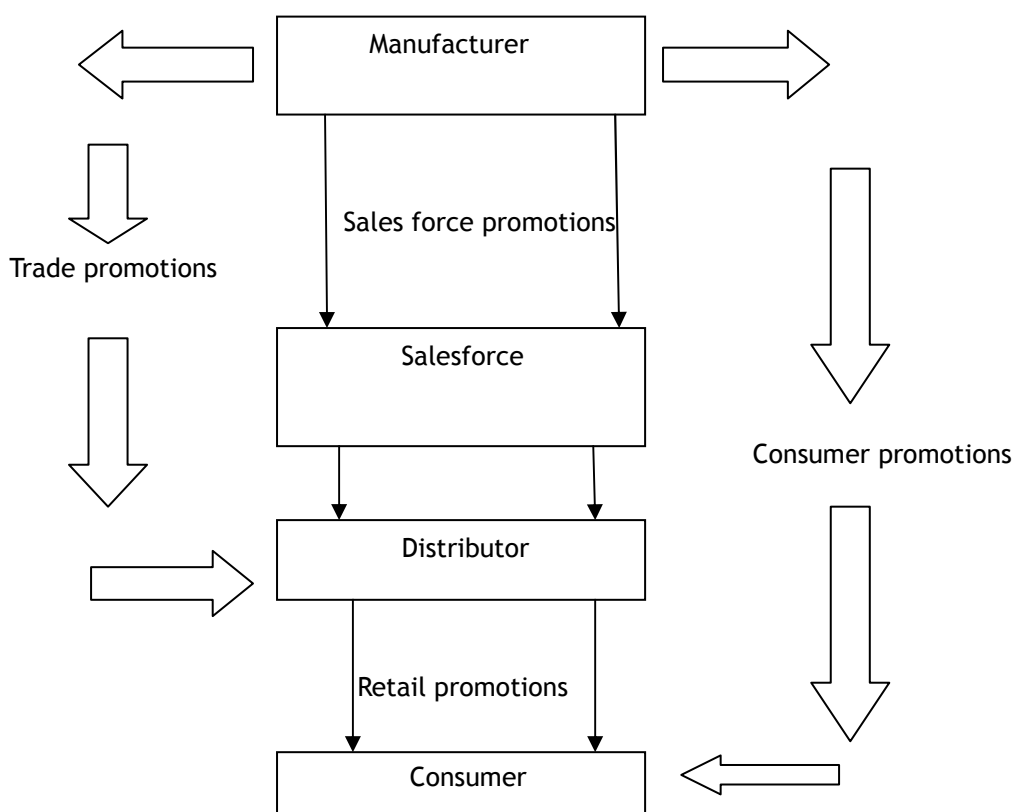 Manufacturer
Sales force promotions
Trade promotions
Salesforce
Consumer promotions
Distributor
Retail promotions
Consumer